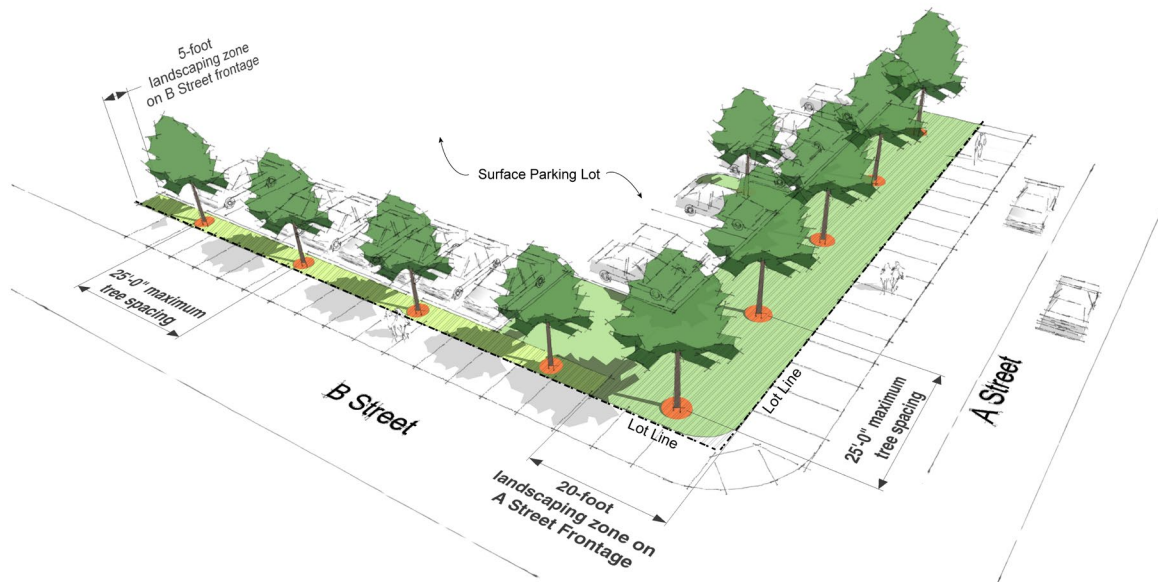 5-foot
landscaping zone
on B Street frontage
Surface Parking Lot
25'-0" maximum
tree spacing
B Street
Lot Line
Lot Line
A Street
25'-0" maximum
tree spacing
20-foot
landscaping zone on
A Street Frontage